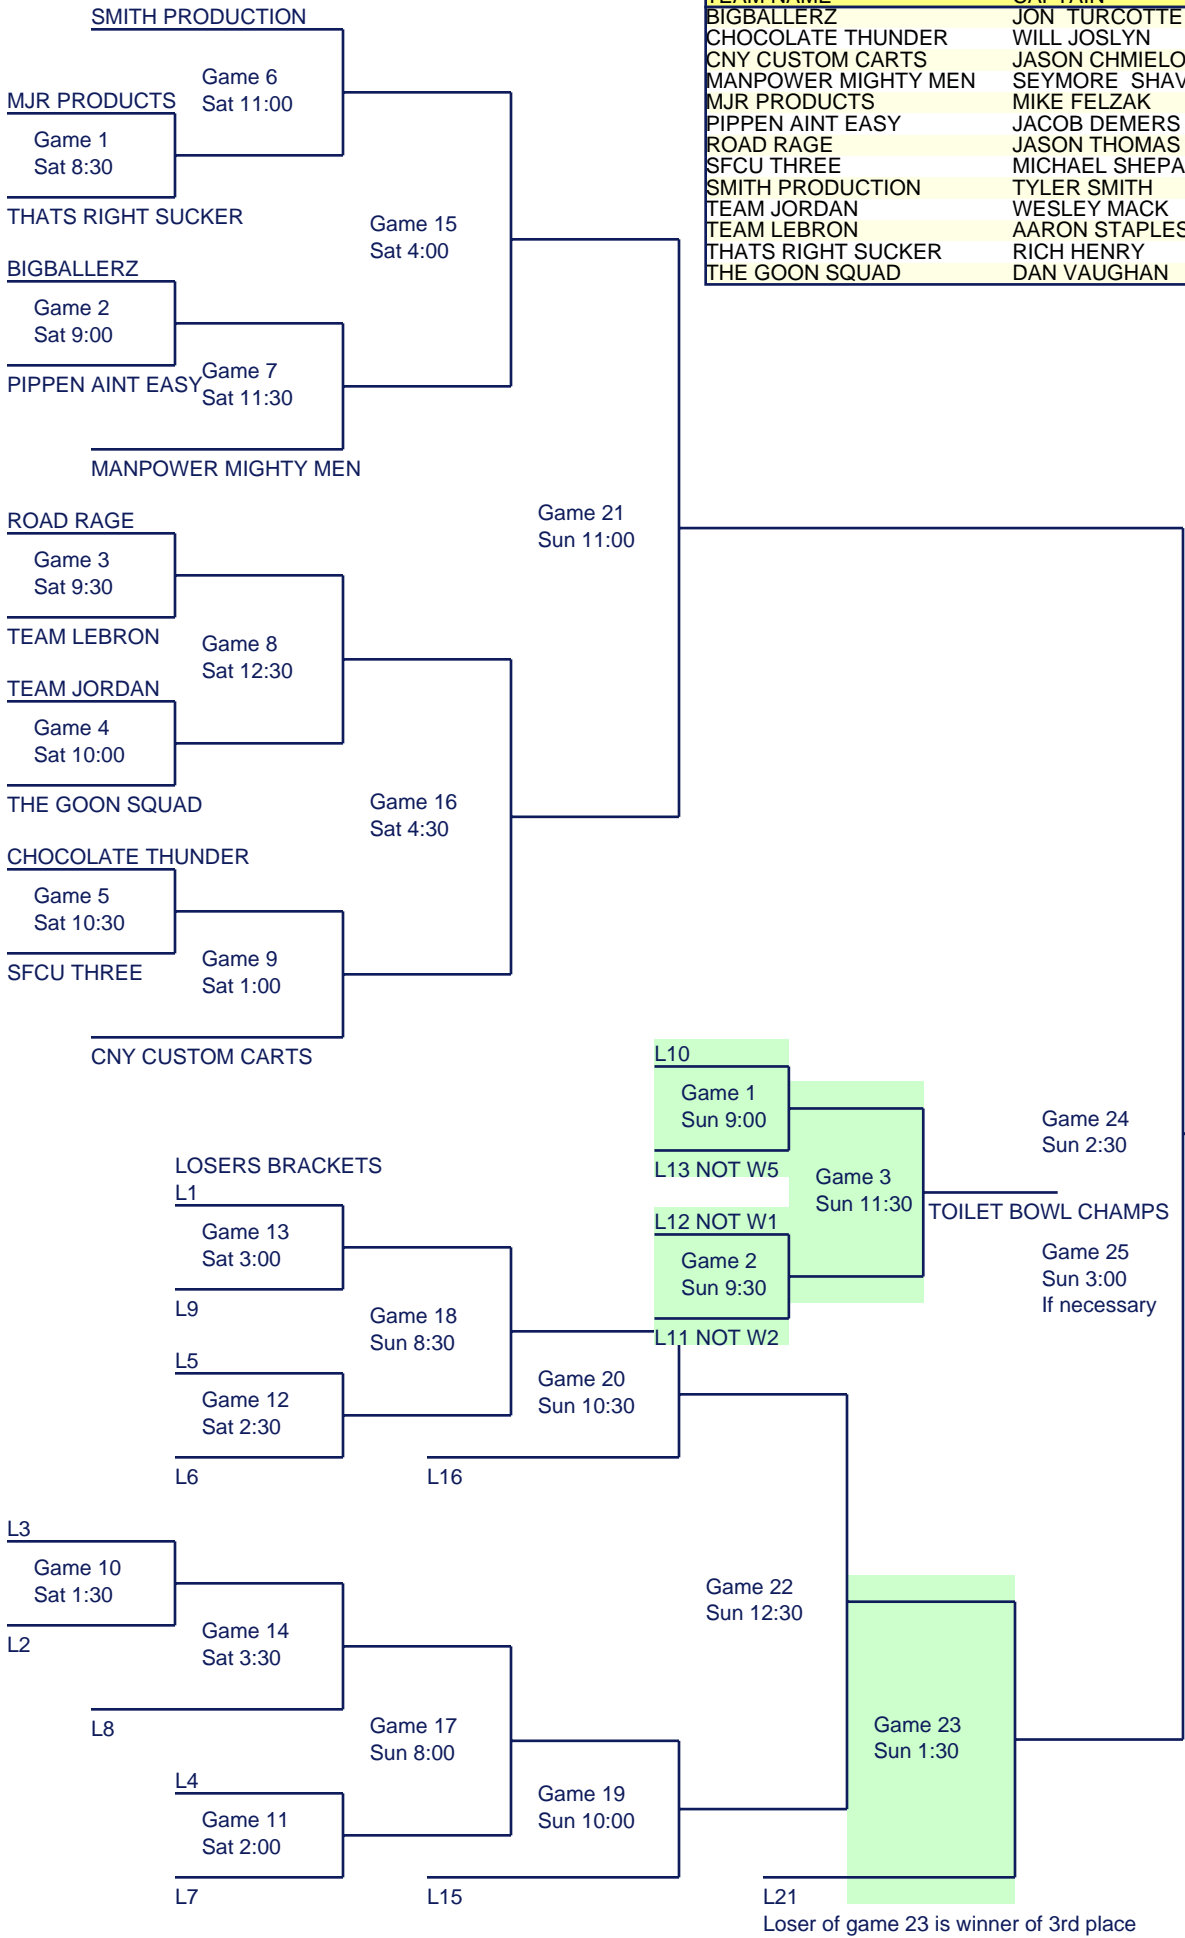 SMITH PRODUCTION
Game 6
Sat 11:00
MJR PRODUCTS
Game 1
Sat 8:30
THATS RIGHT SUCKER
Game 15
Sat 4:00
BIGBALLERZ
Game 2
Sat 9:00
PIPPEN AINT EASY
Game 7
Sat 11:30
MANPOWER MIGHTY MEN
TEAM NAME CAPTAIN
BIGBALLERZ JON TURCOTTE
CHOCOLATE THUNDER WILL JOSLYN
CNY CUSTOM CARTS JASON CHMIELO
MANPOWER MIGHTY MEN SEYMORE SHAV
MJR PRODUCTS MIKE FELZAK
PIPPEN AINT EASY JACOB DEMERS
ROAD RAGE JASON THOMAS
SFCU THREE MICHAEL SHEPA
SMITH PRODUCTION TYLER SMITH
TEAM JORDAN WESLEY MACK
TEAM LEBRON AARON STAPLES
THATS RIGHT SUCKER RICH HENRY
THE GOON SQUAD DAN VAUGHAN
ROAD RAGE
Game 3
Sat 9:30
TEAM LEBRON
Game 21
Sun 11:00
Game 8
Sat 12:30
TEAM JORDAN
Game 4
Sat 10:00
THE GOON SQUAD
Game 16
Sat 4:30
CHOCOLATE THUNDER
Game 5
Sat 10:30
SFCU THREE
Game 9
Sat 1:00
CNY CUSTOM CARTS
L10
Game 1
Sun 9:00
L13 NOT W5
Game 3
Sun 11:30
L12 NOT W1
Game 2
Sun 9:30
L11 NOT W2
TOILET BOWL CHAMPS
Game 24
Sun 2:30
Game 25
Sun 3:00
If necessary
LOSERS BRACKETS
L1
Game 13
Sat 3:00
L9
Game 18
Sun 8:30
L5
Game 12
Sat 2:30
L6
Game 20
Sun 10:30
L16
L3
Game 10
Sat 1:30
L2
Game 14
Sat 3:30
L8
Game 22
Sun 12:30
Game 17
Sun 8:00
L4
Game 11
Sat 2:00
L7
Game 19
Sun 10:00
L15
Game 23
Sun 1:30
L21
Loser of game 23 is winner of 3rd place